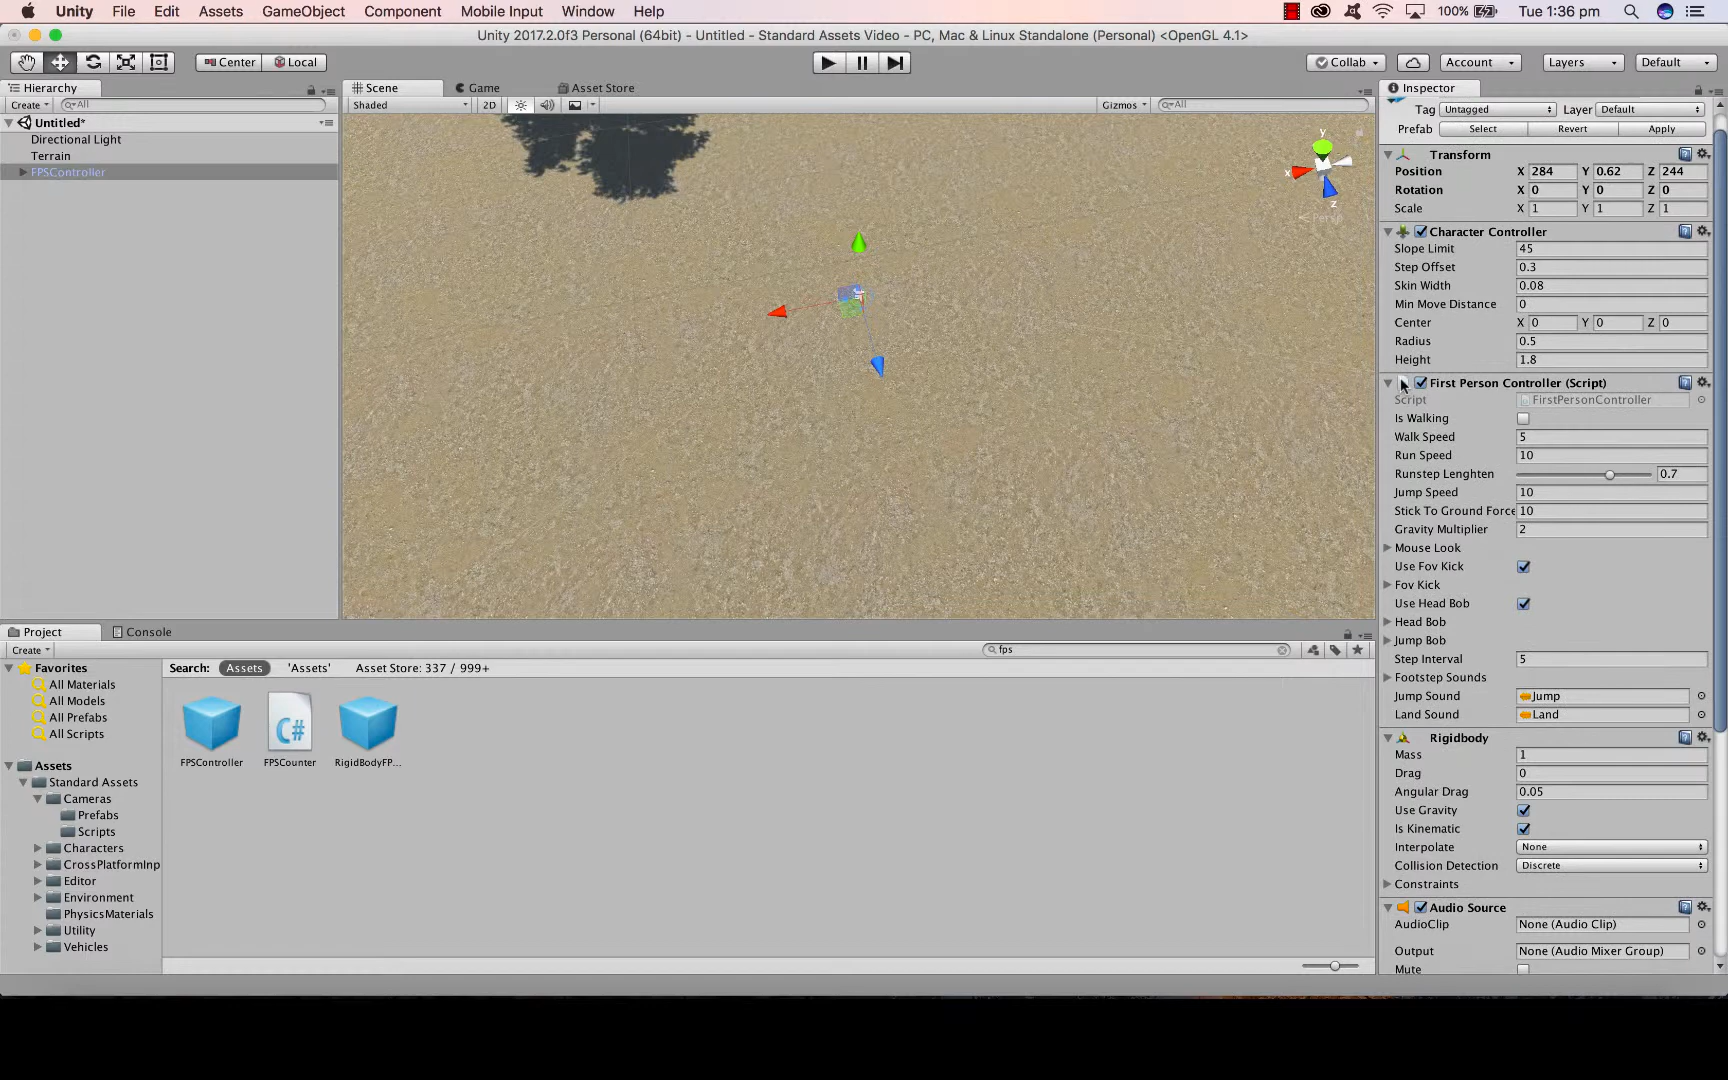 Unity File Edit Assets GameObject Component Mobile Input Window Help 100% Tue 1:36 pm
Unity 2017.2.0f3 Personal (64bit) - Untitled - Standard Assets Video - PC, Mac & Linux Standalone (Personal) <OpenGL 4.1>
Center Local Collab Account Layers Default
Hierarchy
Create All
Untitled*
Directional Light
Terrain
FPSController
Scene Game Asset Store
Shaded 2D Gizmos All
y
x
z
Persp
Inspector
Tag Untagged Layer Default
Prefab Select Revert Apply
Transform
Position X 284 Y 0.62 Z 244
Rotation X 0 Y 0 Z 0
Scale X 1 Y 1 Z 1
Character Controller
Slope Limit 45
Step Offset 0.3
Skin Width 0.08
Min Move Distance 0
Center X 0 Y 0 Z 0
Radius 0.5
Height 1.8
First Person Controller (Script)
Script FirstPersonController
Is Walking
Walk Speed 5
Run Speed 10
Runstep Lenghten 0.7
Jump Speed 10
Stick To Ground Force 10
Gravity Multiplier 2
Mouse Look
Use Fov Kick
Fov Kick
Use Head Bob
Head Bob
Jump Bob
Step Interval 5
Footstep Sounds
Jump Sound Jump
Land Sound Land
Rigidbody
Mass 1
Drag 0
Angular Drag 0.05
Use Gravity
Is Kinematic
Interpolate None
Collision Detection Discrete
Constraints
Audio Source
AudioClip None (Audio Clip)
Output None (Audio Mixer Group)
Mute
Project Console
Create fps
Favorites
All Materials
All Models
All Prefabs
All Scripts
Assets
Standard Assets
Cameras
Prefabs
Scripts
Characters
CrossPlatformInp
Editor
Environment
PhysicsMaterials
Utility
Vehicles
Search: Assets 'Assets' Asset Store: 337 / 999+
C#
FPSController FPSCounter RigidBodyFP...